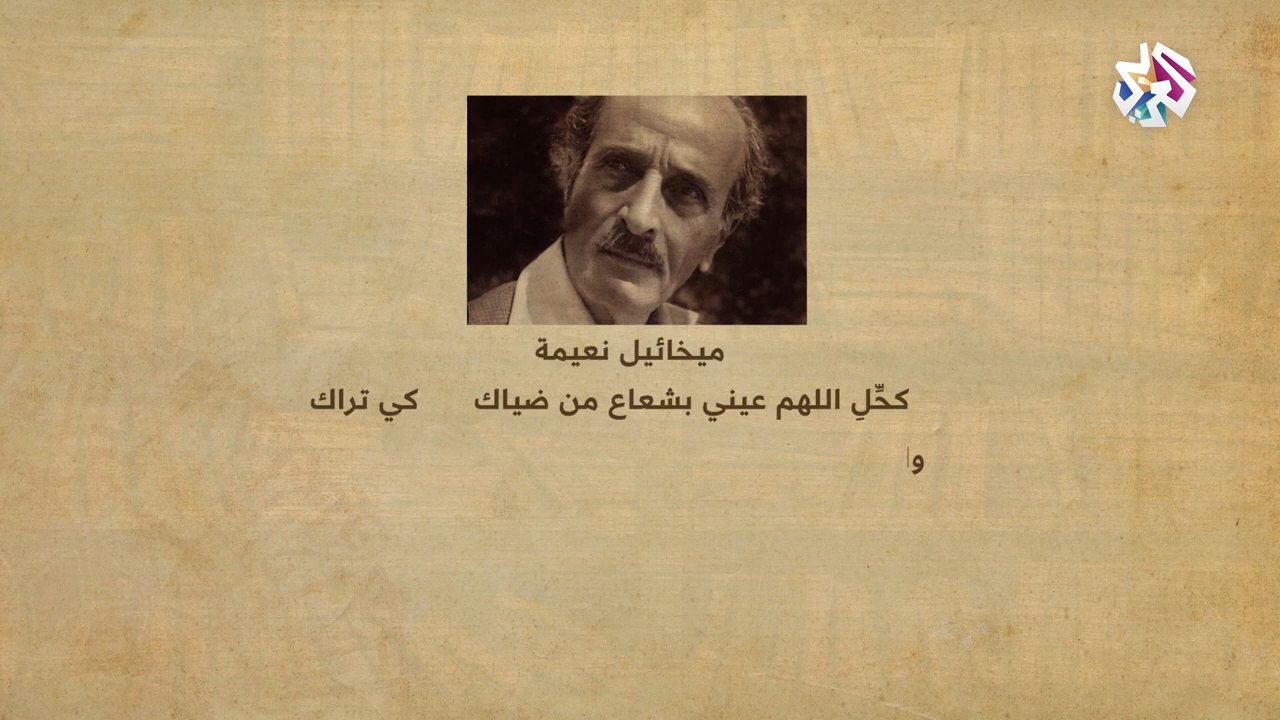 ميخائيل نعيمة
كحِّلِ اللهم عيني بشعاع من ضياك كي تراك
و